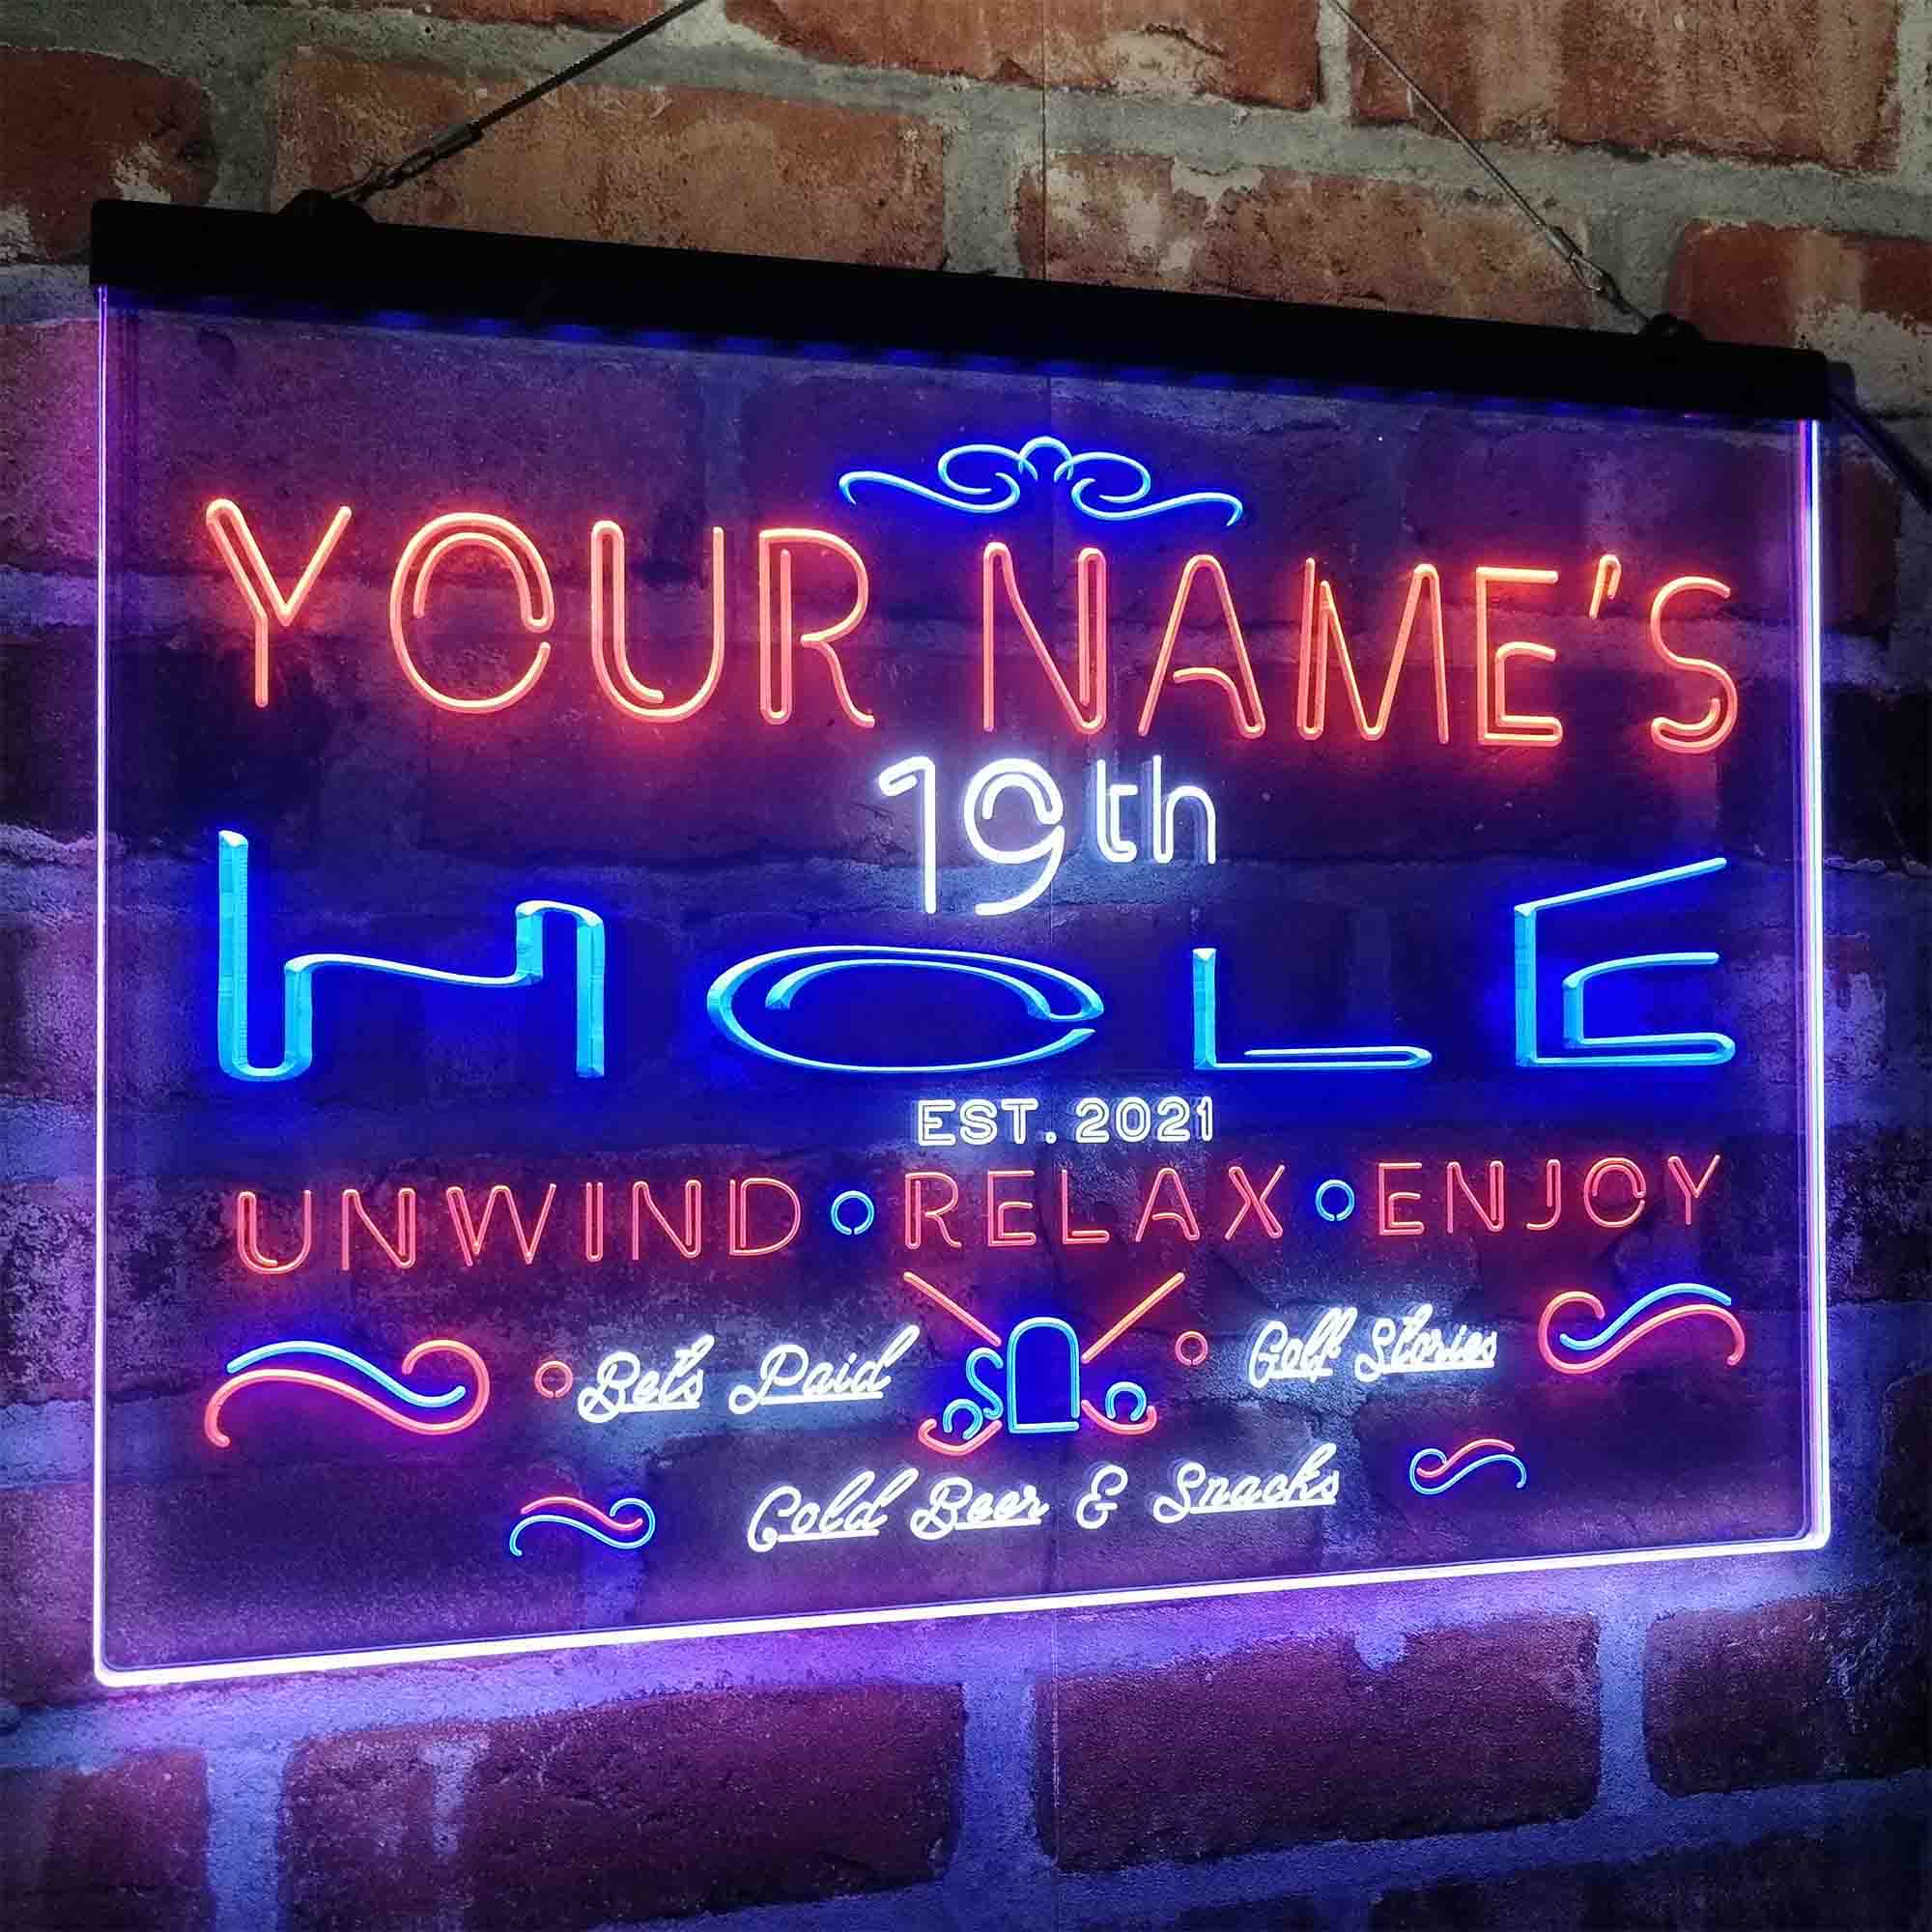 YOUR NAME'S
19th
HOLE
EST. 2021
UNWIND • RELAX • ENJOY
Bets Paid Golf Stories
Cold Beer & Snacks